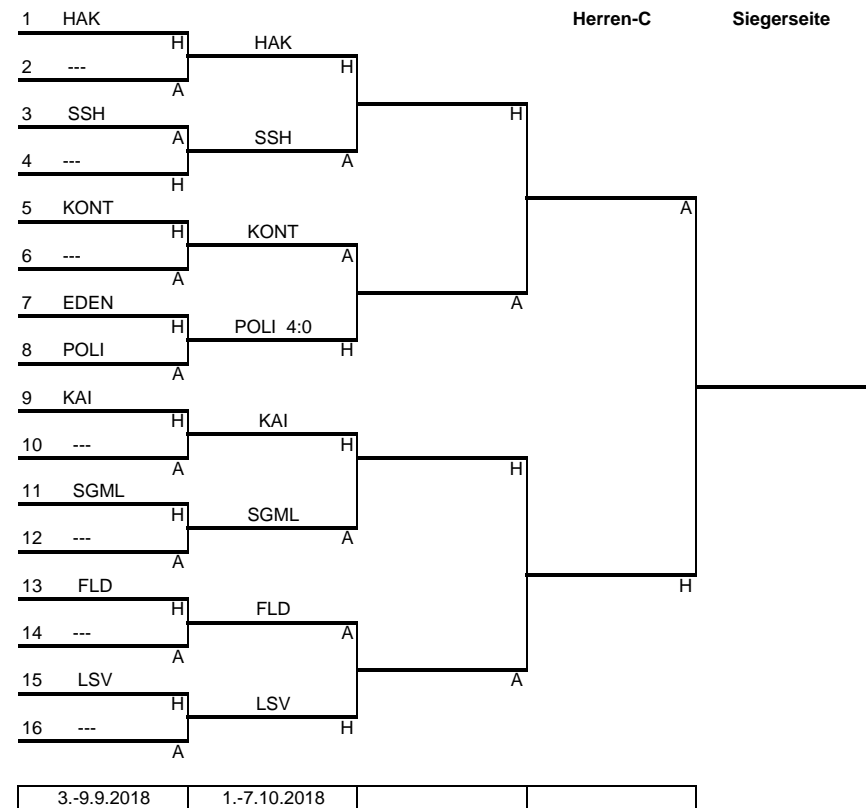 1 HAK Herren-C Siegerseite
H HAK
2 --- H
A
3 SSH H
A SSH
4 --- A
H
5 KONT A
H KONT
6 --- A
A
7 EDEN A
H POLI 4:0
8 POLI H
A
9 KAI
H KAI
10 --- H
A H
11 SGML
H SGML
12 --- A
A
13 FLD H
H FLD
14 --- A
A
15 LSV A
H LSV
16 --- H
A
3.-9.9.2018 1.-7.10.2018